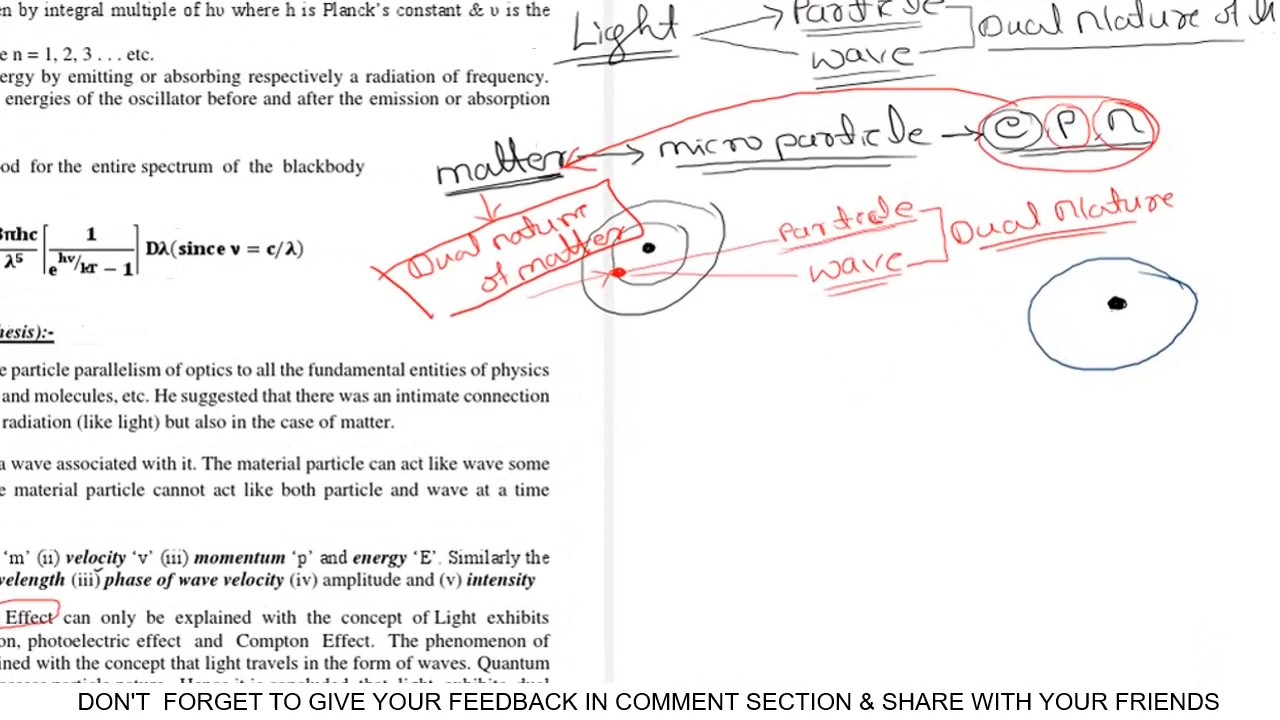 en by integral multiple of hυ where h is Planck's constant & υ is the
e n = 1, 2, 3 . . . etc.
ergy by emitting or absorbing respectively a radiation of frequency.
energies of the oscillator before and after the emission or absorption
od for the entire spectrum of the blackbody
8πhc/λ⁵ [1/(e^hν/kT − 1)] Dλ(since ν = c/λ)
hesis):-
e particle parallelism of optics to all the fundamental entities of physics
and molecules, etc. He suggested that there was an intimate connection
radiation (like light) but also in the case of matter.
a wave associated with it. The material particle can act like wave some
e material particle cannot act like both particle and wave at a time
'm' (ii) velocity 'v' (iii) momentum 'p' and energy 'E'. Similarly the
velength (iii) phase of wave velocity (iv) amplitude and (v) intensity
Effect can only be explained with the concept of Light exhibits
on, photoelectric effect and Compton Effect. The phenomenon of
ined with the concept that light travels in the form of waves. Quantum
Light
Particle
wave
Dual Nature of
matter → micro particle → e, p, n
Dual nature
of matter
Particle
wave
Dual Nature
DON'T FORGET TO GIVE YOUR FEEDBACK IN COMMENT SECTION & SHARE WITH YOUR FRIENDS